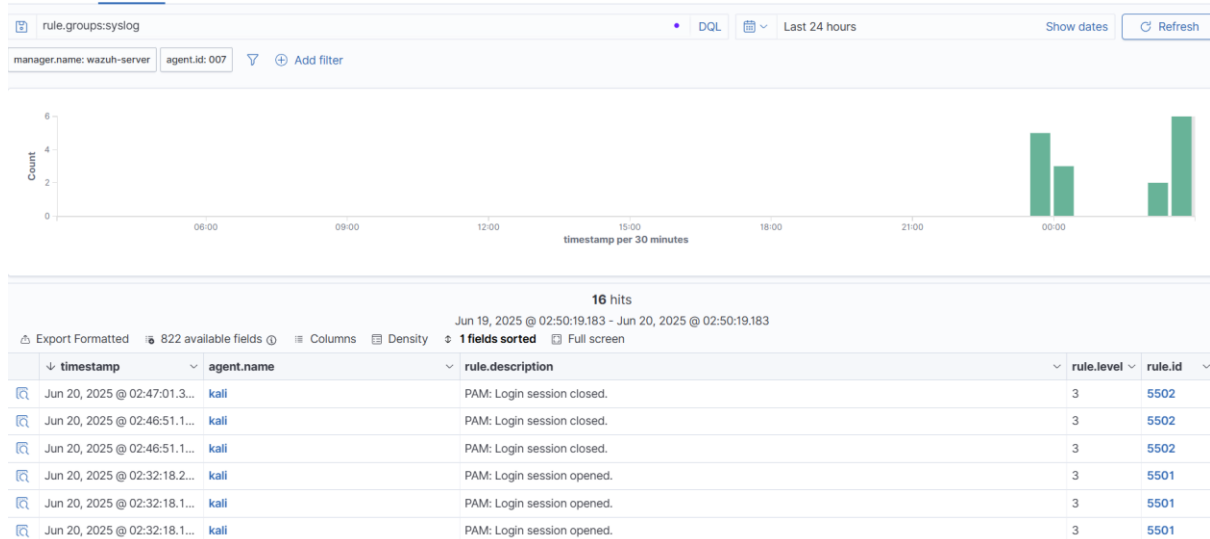 rule.groups:syslog DQL Last 24 hours Show dates Refresh
manager.name: wazuh-server agent.id: 007 Add filter
6
4
2
0
Count
06:00 09:00 12:00 15:00 18:00 21:00 00:00
timestamp per 30 minutes
16 hits
Jun 19, 2025 @ 02:50:19.183 - Jun 20, 2025 @ 02:50:19.183
Export Formatted 822 available fields Columns Density 1 fields sorted Full screen
timestamp agent.name rule.description rule.level rule.id
Jun 20, 2025 @ 02:47:01.3... kali PAM: Login session closed. 3 5502
Jun 20, 2025 @ 02:46:51.1... kali PAM: Login session closed. 3 5502
Jun 20, 2025 @ 02:46:51.1... kali PAM: Login session closed. 3 5502
Jun 20, 2025 @ 02:32:18.2... kali PAM: Login session opened. 3 5501
Jun 20, 2025 @ 02:32:18.1... kali PAM: Login session opened. 3 5501
Jun 20, 2025 @ 02:32:18.1... kali PAM: Login session opened. 3 5501